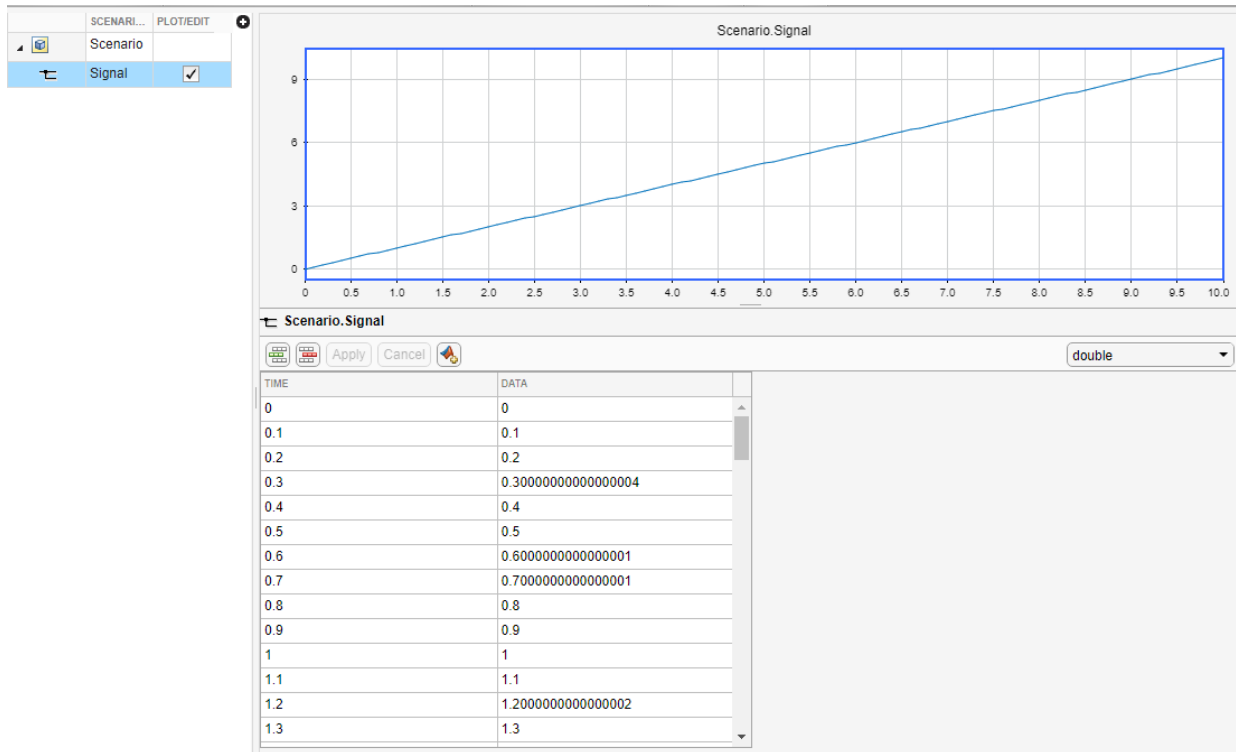 SCENARI... PLOT/EDIT
Scenario
Signal
Scenario.Signal
9
6
3
0
0 0.5 1.0 1.5 2.0 2.5 3.0 3.5 4.0 4.5 5.0 5.5 6.0 6.5 7.0 7.5 8.0 8.5 9.0 9.5 10.0
Scenario.Signal
Apply Cancel double
TIME DATA
0 0
0.1 0.1
0.2 0.2
0.3 0.30000000000000004
0.4 0.4
0.5 0.5
0.6 0.6000000000000001
0.7 0.7000000000000001
0.8 0.8
0.9 0.9
1 1
1.1 1.1
1.2 1.2000000000000002
1.3 1.3